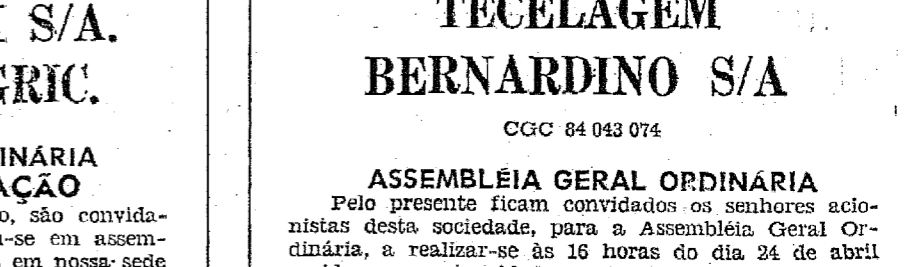 S/A.
GRIC.
INÁRIA
AÇÃO
o, são convida-
-se em assem-
em nossa sede
TECELAGEM
BERNARDINO S/A
CGC 84 043 074
ASSEMBLÉIA GERAL ORDINÁRIA
Pelo presente ficam convidados os senhores acio-
nistas desta sociedade, para a Assembléia Geral Or-
dinária, a realizar-se às 16 horas do dia 24 de abril